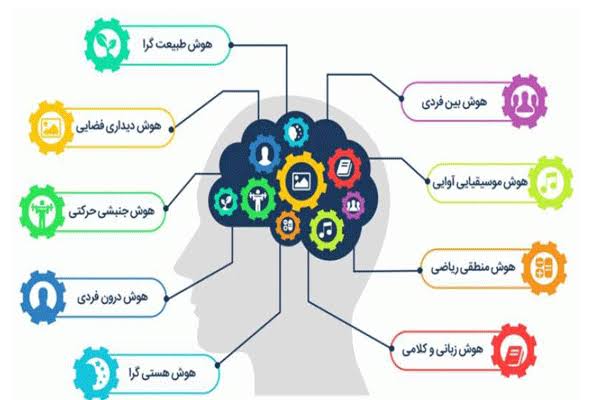 هوش طبیعت گرا
هوش بین فردی
هوش دیداری فضایی
هوش موسیقیایی آوایی
هوش جنبشی حرکتی
هوش منطقی ریاضی
هوش درون فردی
هوش زبانی و کلامی
هوش هستی گرا